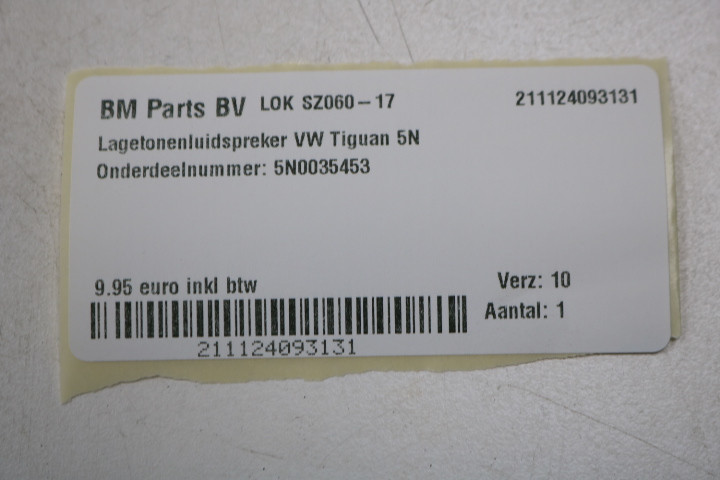 BM Parts BV LOK SZ060-17 211124093131
Lagetonenluidspreker VW Tiguan 5N
Onderdeelnummer: 5N0035453
9.95 euro inkl btw Verz: 10
Aantal: 1
211124093131